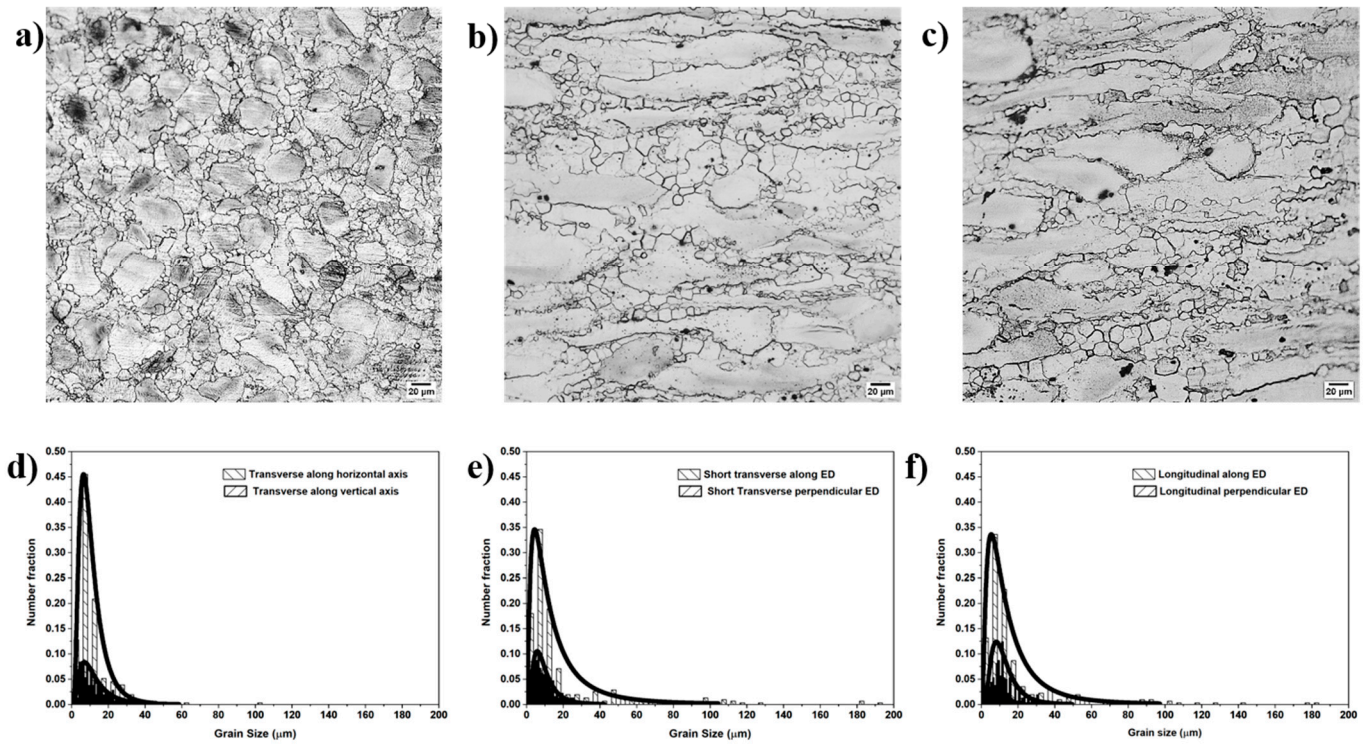 a)
b)
c)
20 µm
20 µm
20 µm
d)
e)
f)
0.50
0.45
0.40
0.35
0.30
0.25
0.20
0.15
0.10
0.05
0.00
Number fraction
Transverse along horizontal axis
Transverse along vertical axis
0 20 40 60 80 100 120 140 160 180 200
Grain Size (µm)
0.50
0.45
0.40
0.35
0.30
0.25
0.20
0.15
0.10
0.05
0.00
Number fraction
Short transverse along ED
Short Transverse perpendicular ED
0 20 40 60 80 100 120 140 160 180 200
Grain Size (µm)
0.50
0.45
0.40
0.35
0.30
0.25
0.20
0.15
0.10
0.05
0.00
Number fraction
Longitudinal along ED
Longitudinal perpendicular ED
0 20 40 60 80 100 120 140 160 180 200
Grain size (µm)